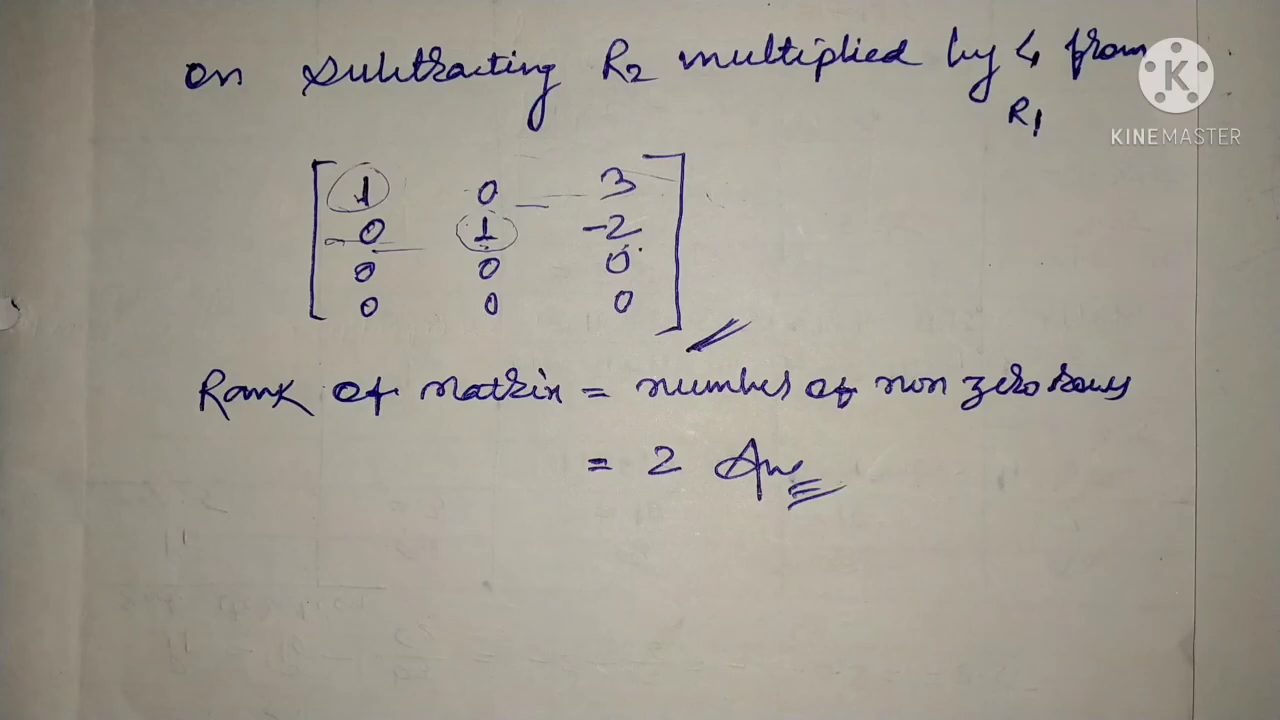 on subtracting R2 multiplied by 4 from
R1
1 0 3
0 1 -2
0 0 0
0 0 0
Rank of matrix = number of non zero rows
= 2 Ans
K
KINEMASTER